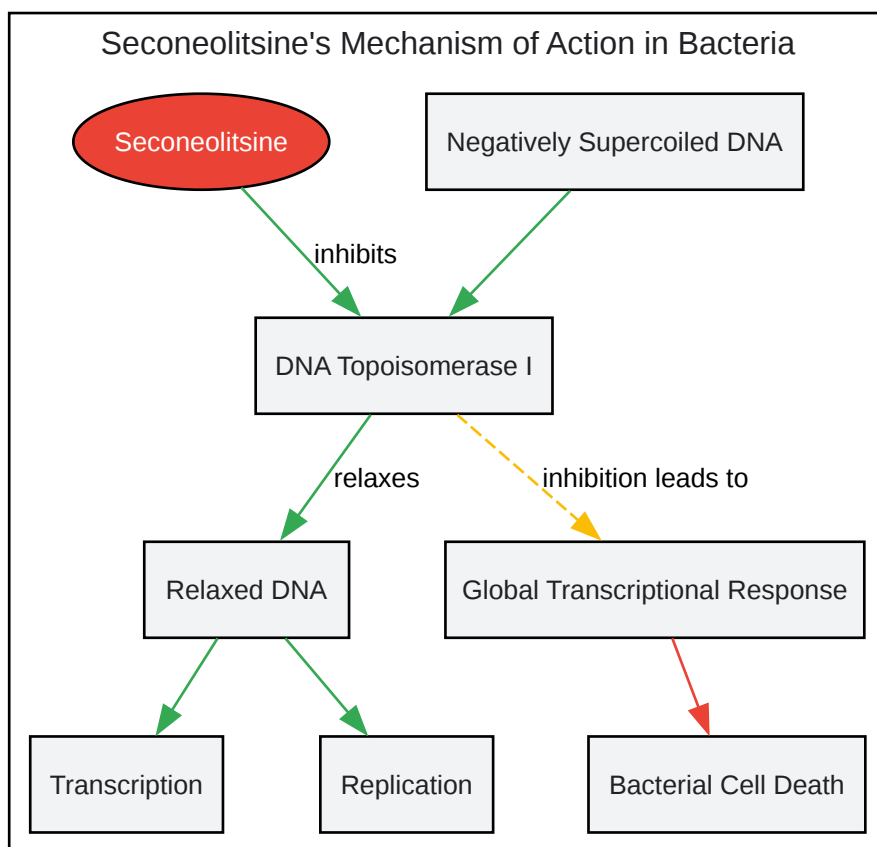 Seconeolitsine's Mechanism of Action in Bacteria
Seconeolitsine
Negatively Supercoiled DNA
inhibits
DNA Topoisomerase I
relaxes
inhibition leads to
Relaxed DNA
Global Transcriptional Response
Transcription
Replication
Bacterial Cell Death